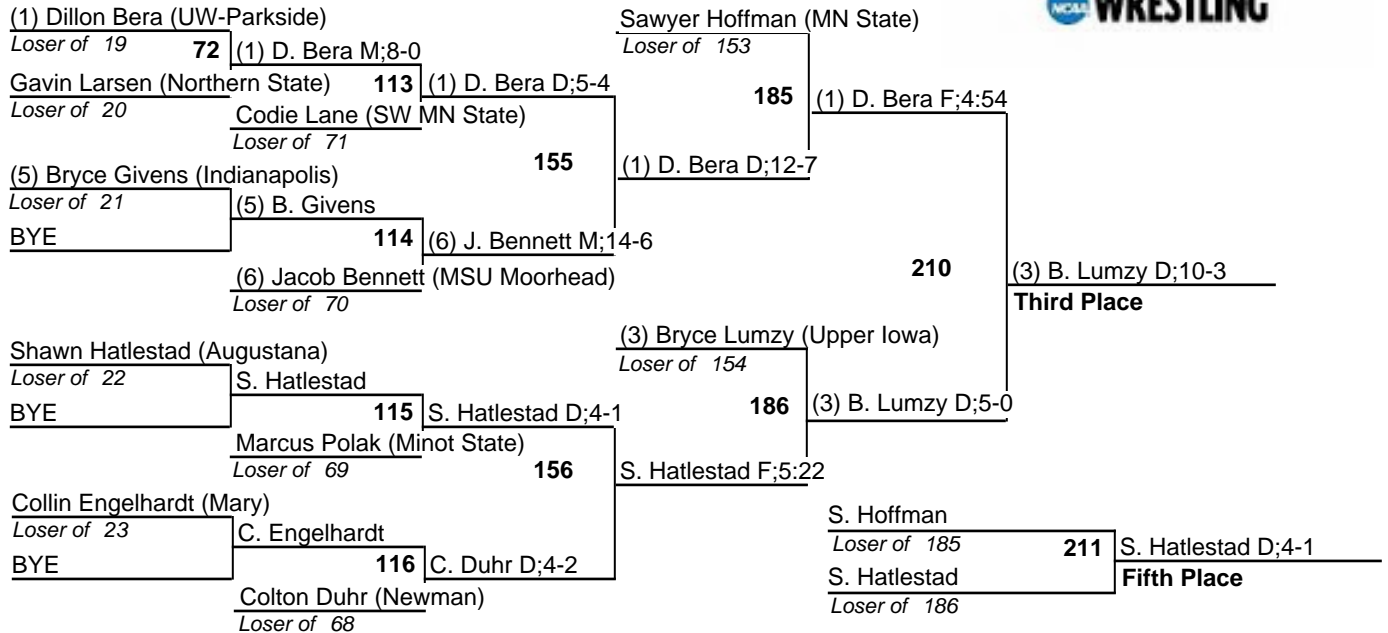 (1) Dillon Bera (UW-Parkside)
Loser of 19
72
(1) D. Bera M;8-0
Gavin Larsen (Northern State)
Loser of 20
113
(1) D. Bera D;5-4
Codie Lane (SW MN State)
Loser of 71
155
(1) D. Bera D;12-7
(5) Bryce Givens (Indianapolis)
Loser of 21
(5) B. Givens
BYE
114
(6) J. Bennett M;14-6
(6) Jacob Bennett (MSU Moorhead)
Loser of 70
Shawn Hatlestad (Augustana)
Loser of 22
S. Hatlestad
BYE
115
S. Hatlestad D;4-1
Marcus Polak (Minot State)
Loser of 69
156
S. Hatlestad F;5:22
Collin Engelhardt (Mary)
Loser of 23
C. Engelhardt
BYE
116
C. Duhr D;4-2
Colton Duhr (Newman)
Loser of 68
Sawyer Hoffman (MN State)
Loser of 153
185
(1) D. Bera F;4:54
210
(3) B. Lumzy D;10-3
Third Place
(3) Bryce Lumzy (Upper Iowa)
Loser of 154
186
(3) B. Lumzy D;5-0
S. Hoffman
Loser of 185
211
S. Hatlestad D;4-1
Fifth Place
S. Hatlestad
Loser of 186
NCAA WRESTLING